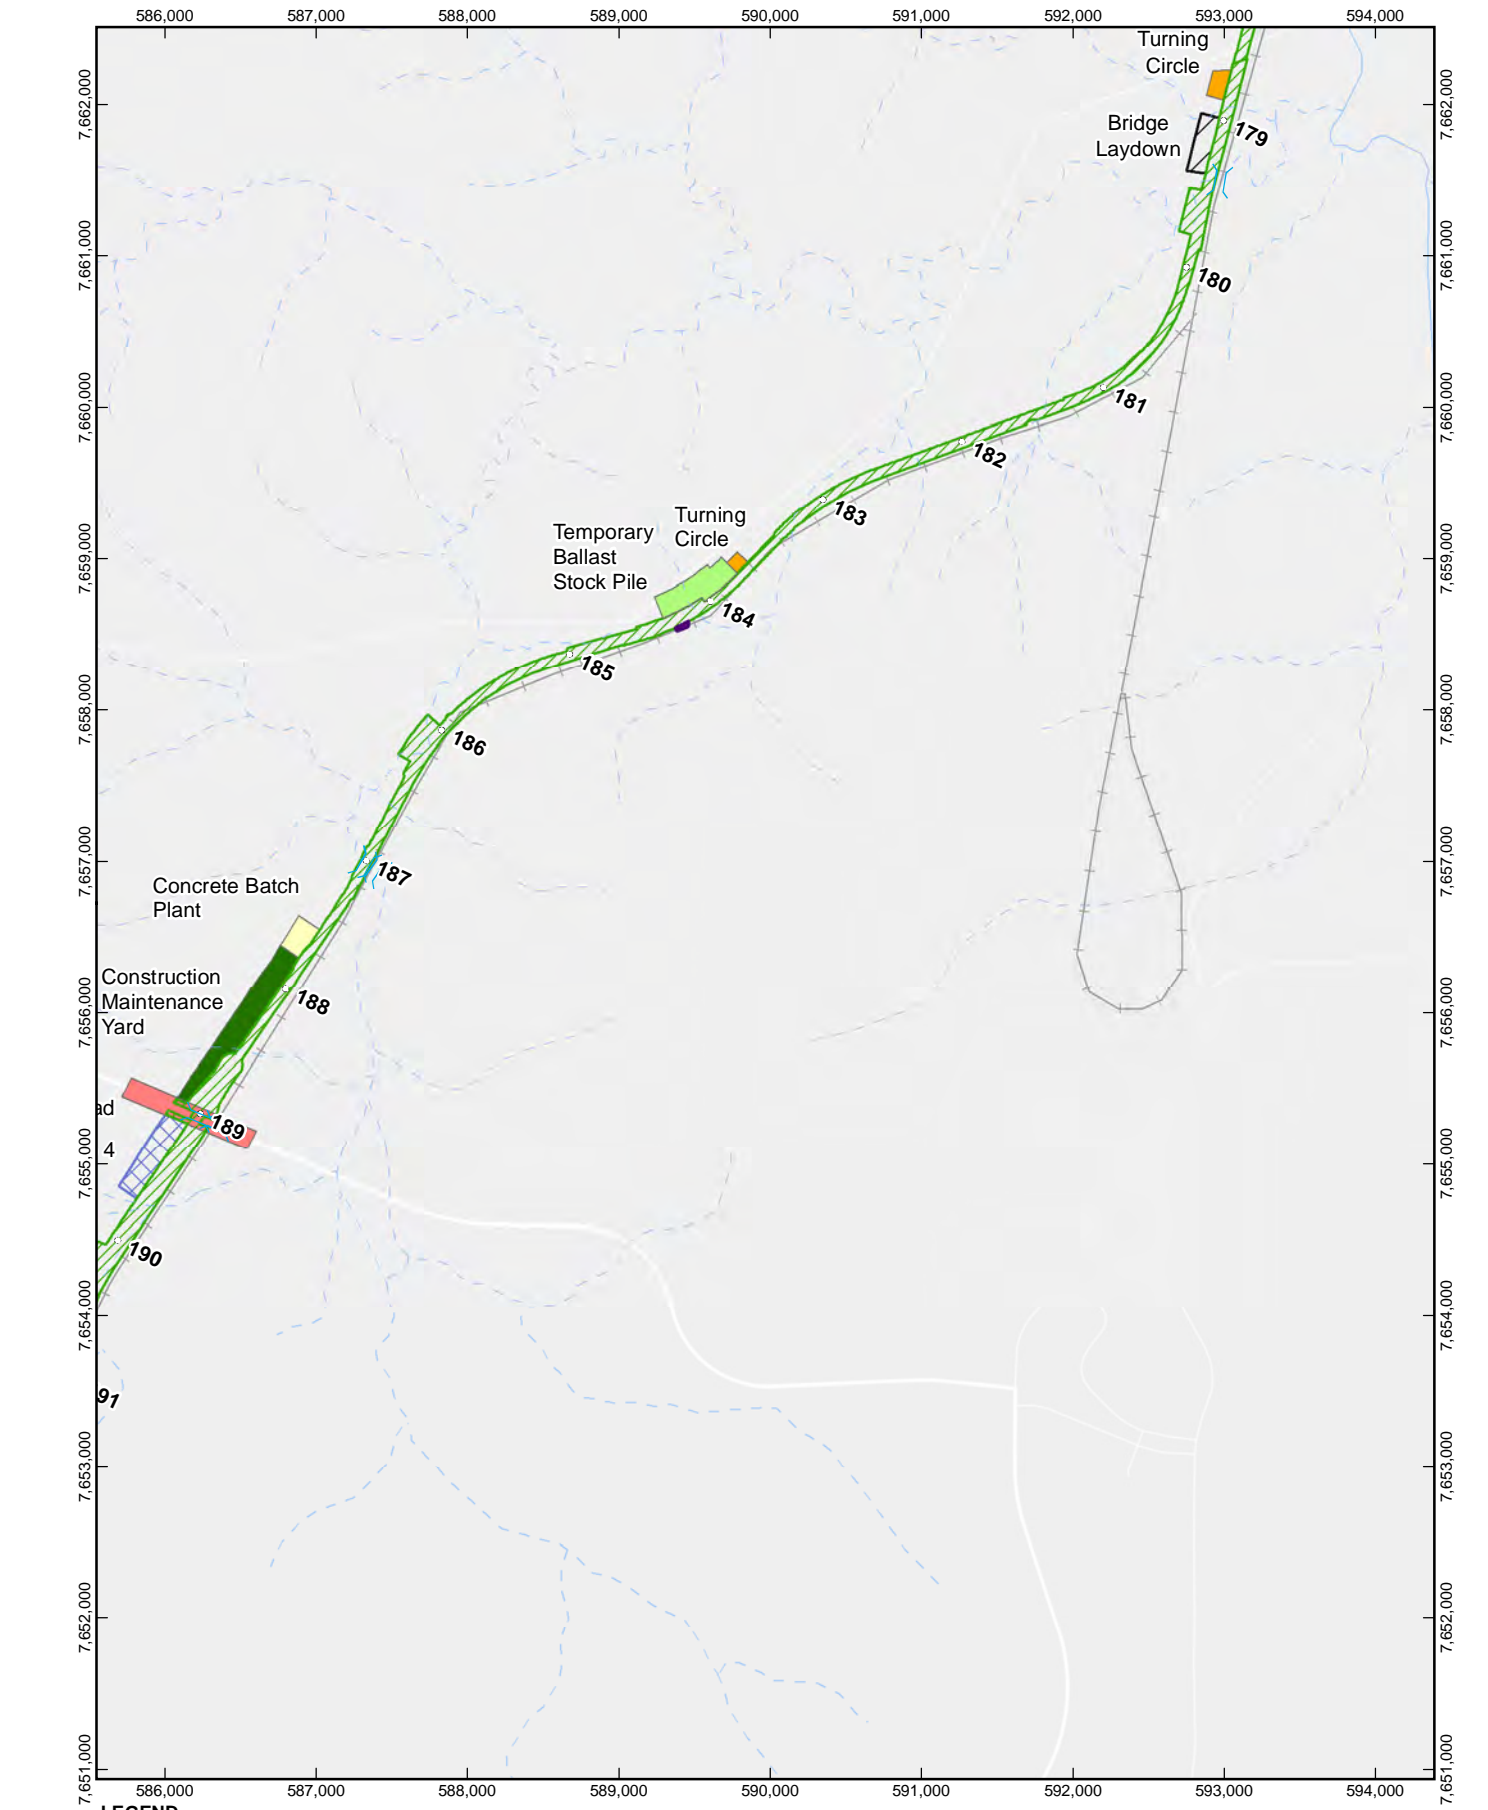 586,000 587,000 588,000 589,000 590,000 591,000 592,000 593,000 594,000
Turning
Circle
7,662,000
7,662,000
Bridge
Laydown
179
7,661,000
7,661,000
180
7,660,000
7,660,000
181
182
183
Turning
Circle
Temporary
Ballast
Stock Pile
7,659,000
7,659,000
184
185
7,658,000
7,658,000
186
7,657,000
7,657,000
187
Concrete Batch
Plant
Construction
Maintenance
Yard
188
7,656,000
7,656,000
ad
189
4
7,655,000
7,655,000
190
7,654,000
7,654,000
91
7,653,000
7,653,000
7,652,000
7,652,000
7,651,000
7,651,000
586,000 587,000 588,000 589,000 590,000 591,000 592,000 593,000 594,000
LEGEND